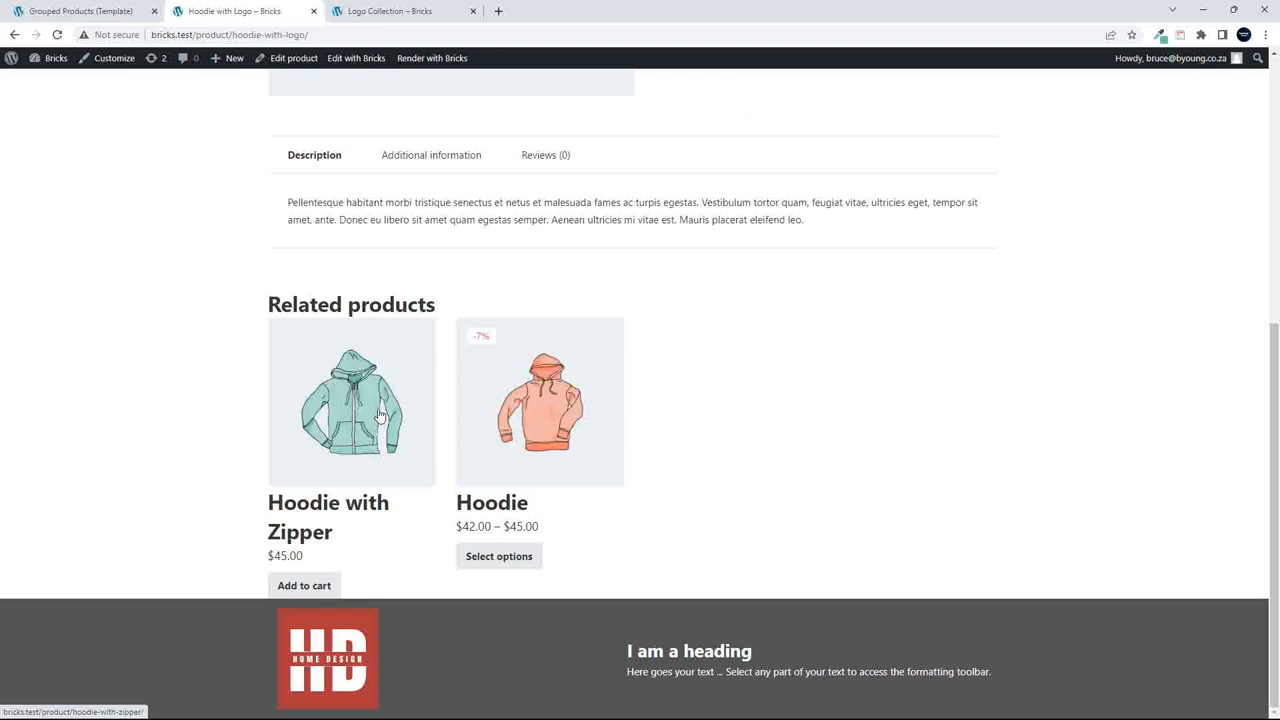 Grouped Products (Template)
Hoodie with Logo – Bricks
Logo Collection – Bricks
Not secure
bricks.test/product/hoodie-with-logo/
Bricks
Customize
2
0
New
Edit product
Edit with Bricks
Render with Bricks
Howdy, bruce@byoung.co.za
Description
Additional information
Reviews (0)
Pellentesque habitant morbi tristique senectus et netus et malesuada fames ac turpis egestas. Vestibulum tortor quam, feugiat vitae, ultricies eget, tempor sit
amet, ante. Donec eu libero sit amet quam egestas semper. Aenean ultricies mi vitae est. Mauris placerat eleifend leo.
Related products
-7%
Hoodie with
Zipper
$45.00
Add to cart
Hoodie
$42.00 – $45.00
Select options
HD
HOME DESIGN
I am a heading
Here goes your text ... Select any part of your text to access the formatting toolbar.
bricks.test/product/hoodie-with-zipper/